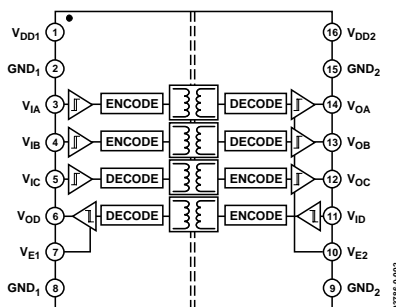 VDD1 1 16 VDD2
GND1 2 15 GND2
VIA 3 ENCODE DECODE 14 VOA
VIB 4 ENCODE DECODE 13 VOB
VIC 5 DECODE ENCODE 12 VOC
VOD 6 DECODE ENCODE 11 VID
VE1 7 10 VE2
GND1 8 9 GND2